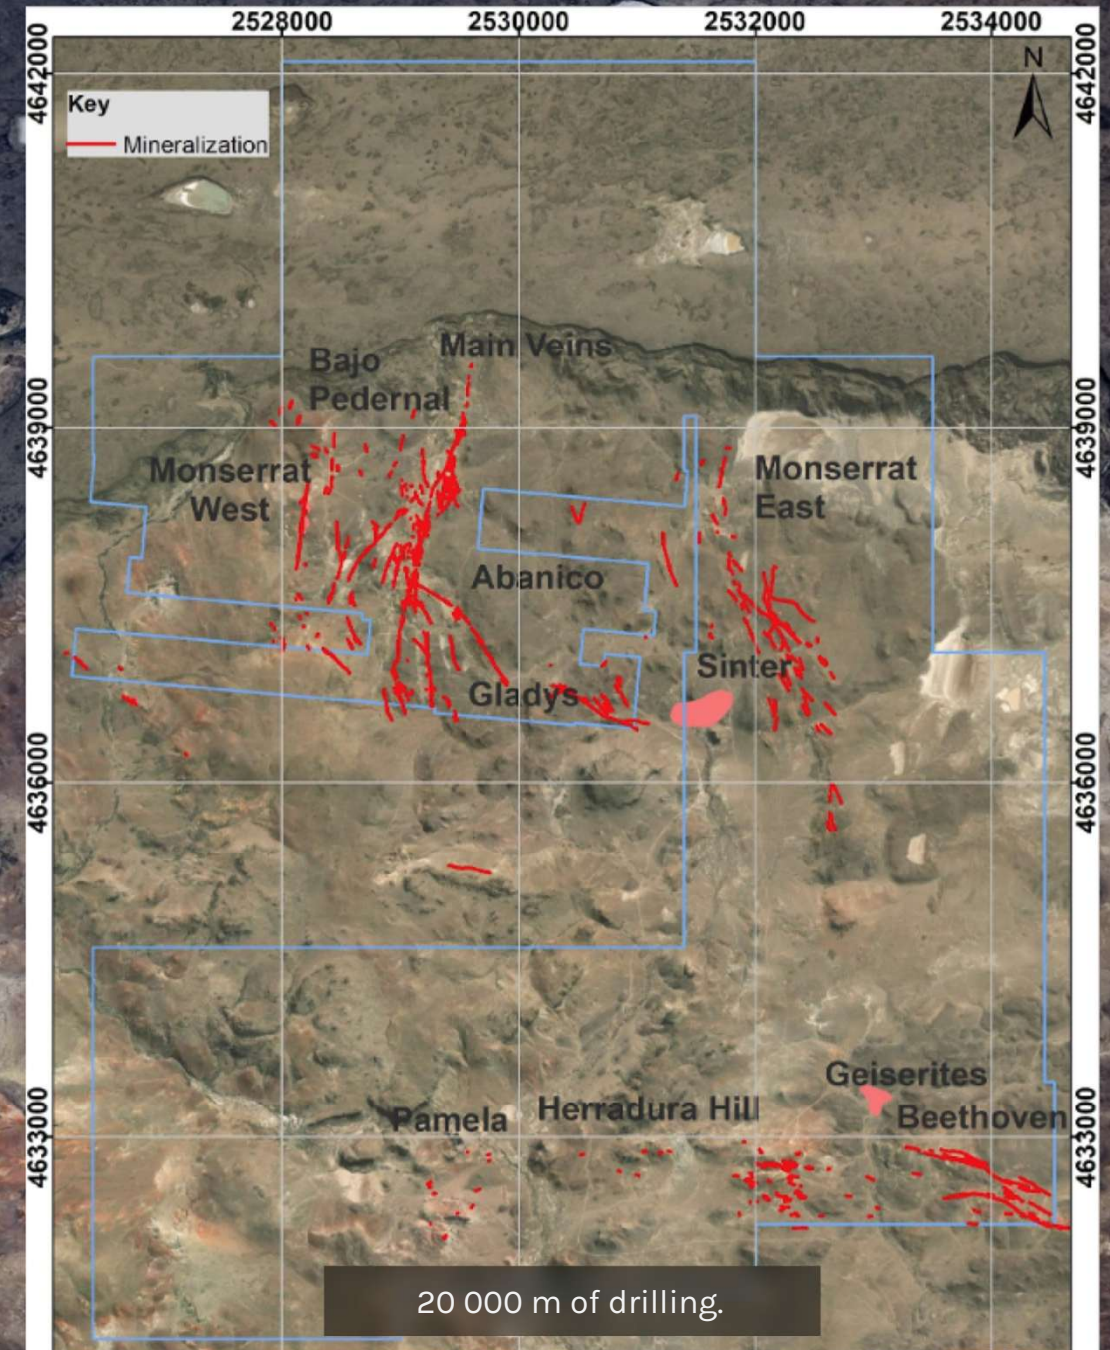 2528000 2530000 2532000 2534000
4642000
4642000
N
Key
Mineralization
Main Veins
Bajo
Pedernal
4639000
4639000
Monserrat
West
Monserrat
East
Abanico
Sinter
Gladys
4636000
4636000
Geiserites
Pamela
Herradura Hill
Beethoven
4633000
4633000
20 000 m of drilling.